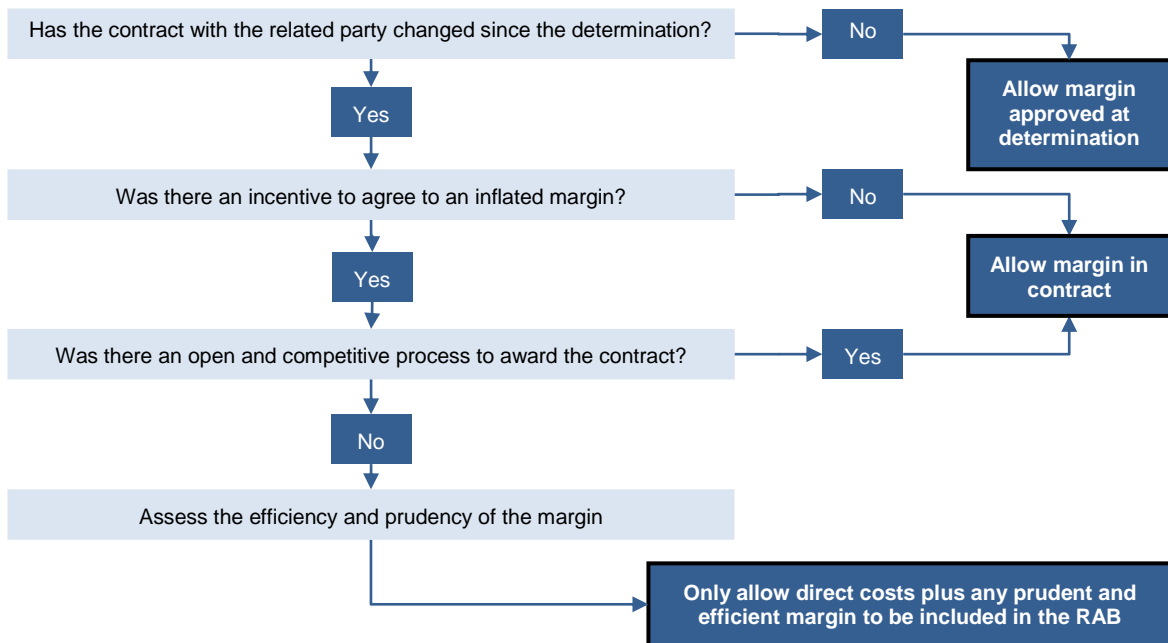 Has the contract with the related party changed since the determination?
No
Allow margin
approved at
determination
Yes
Was there an incentive to agree to an inflated margin?
No
Allow margin in
contract
Yes
Was there an open and competitive process to award the contract?
Yes
No
Assess the efficiency and prudency of the margin
Only allow direct costs plus any prudent and
efficient margin to be included in the RAB